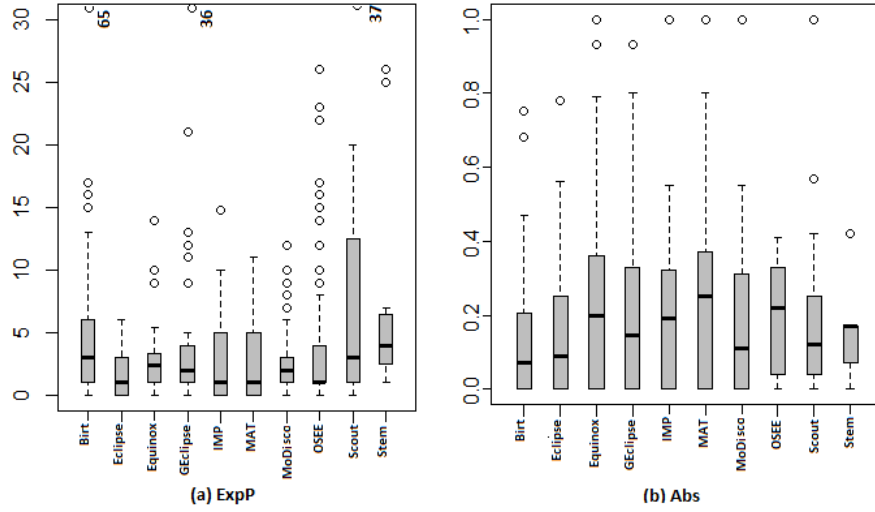 30
25
20
15
10
5
0
65
36
37
Birt
Eclipse
Equinox
GEclipse
IMP
MAT
MoDisco
OSEE
Scout
Stem
(a) ExpP
1.0
0.8
0.6
0.4
0.2
0.0
Birt
Eclipse
Equinox
GEclipse
IMP
MAT
MoDisco
OSEE
Scout
Stem
(b) Abs